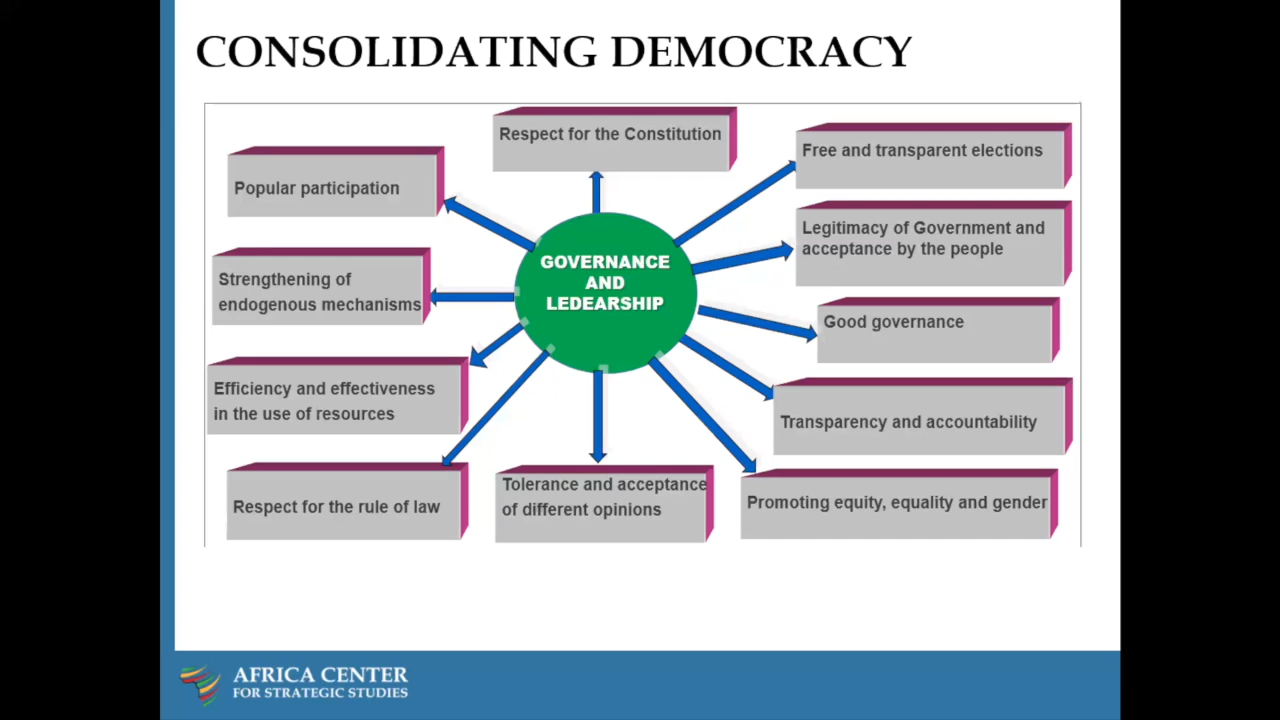 CONSOLIDATING DEMOCRACY
Respect for the Constitution
Free and transparent elections
Popular participation
Legitimacy of Government and
acceptance by the people
GOVERNANCE
AND
LEDEARSHIP
Strengthening of
endogenous mechanisms
Good governance
Efficiency and effectiveness
in the use of resources
Transparency and accountability
Respect for the rule of law
Tolerance and acceptance
of different opinions
Promoting equity, equality and gender
AFRICA CENTER
FOR STRATEGIC STUDIES